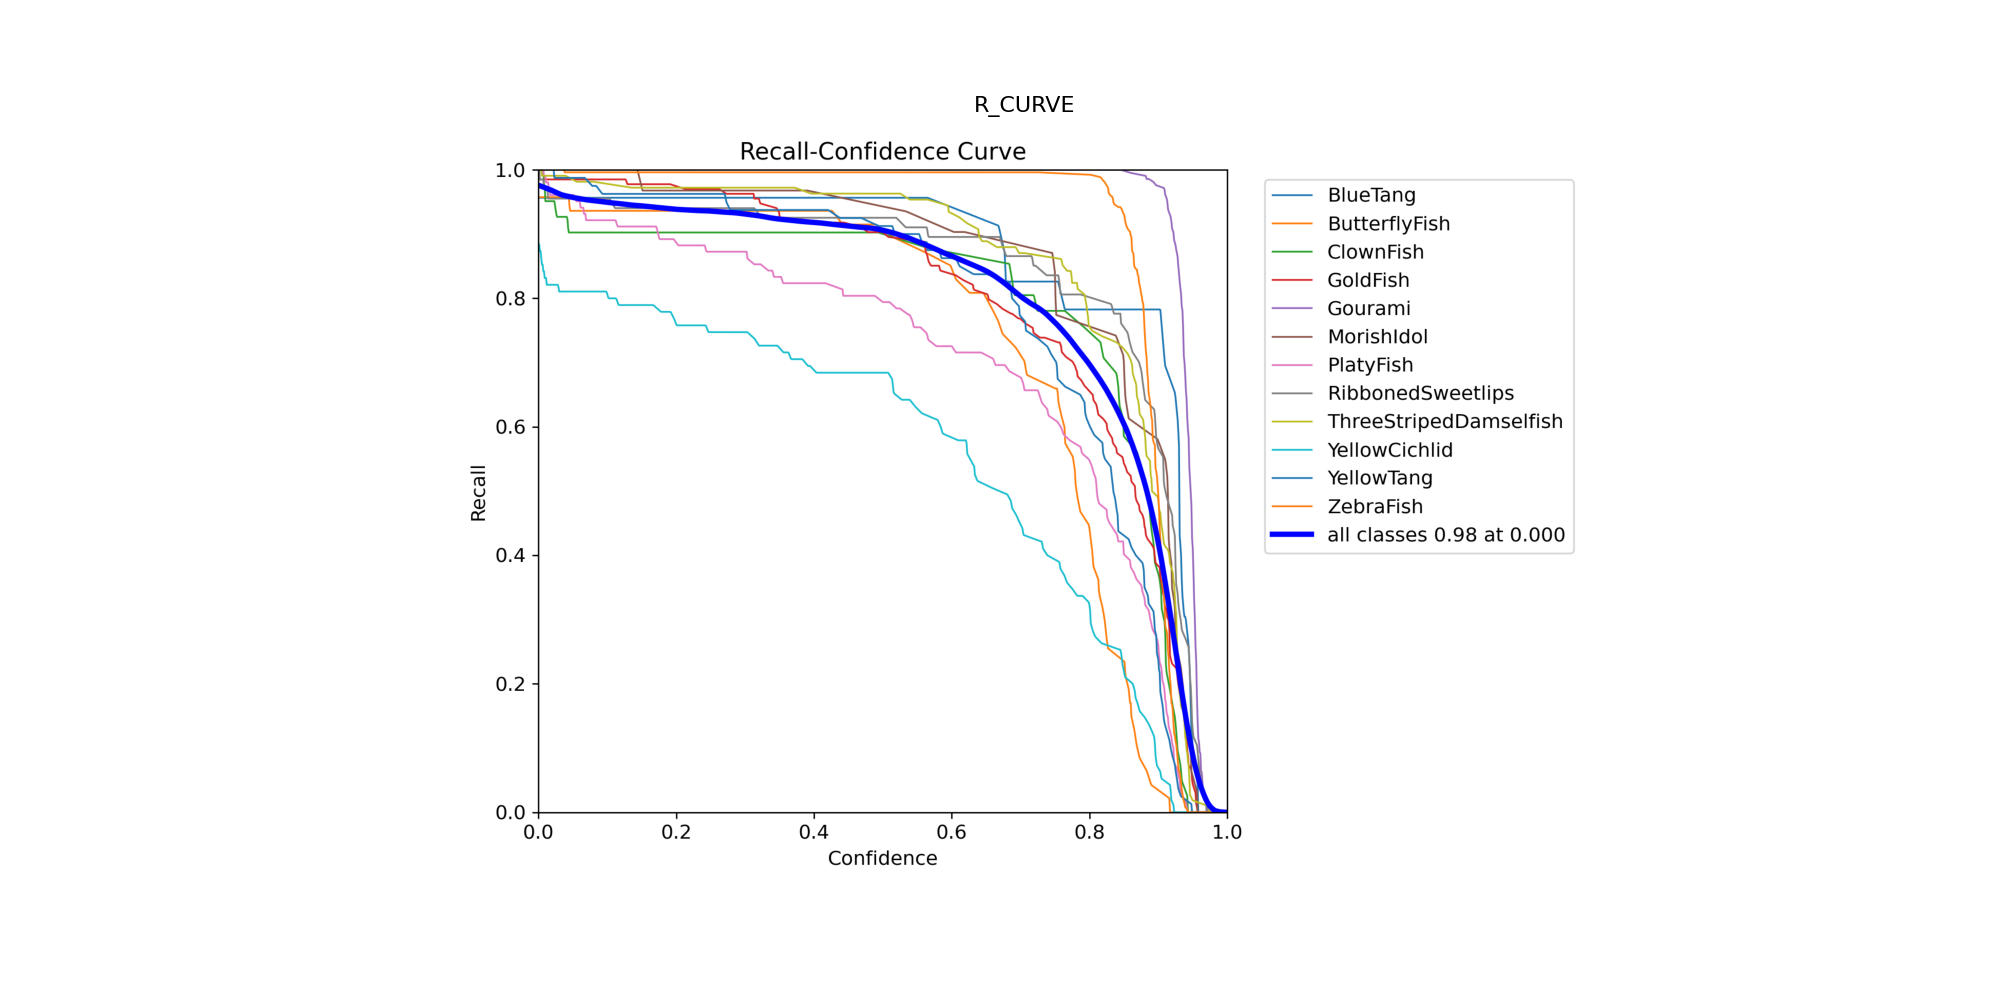 R_CURVE
Recall-Confidence Curve
1.0
0.8
0.6
0.4
0.2
0.0
Recall
0.0 0.2 0.4 0.6 0.8 1.0
Confidence
BlueTang
ButterflyFish
ClownFish
GoldFish
Gourami
MorishIdol
PlatyFish
RibbonedSweetlips
ThreeStripedDamselfish
YellowCichlid
YellowTang
ZebraFish
all classes 0.98 at 0.000